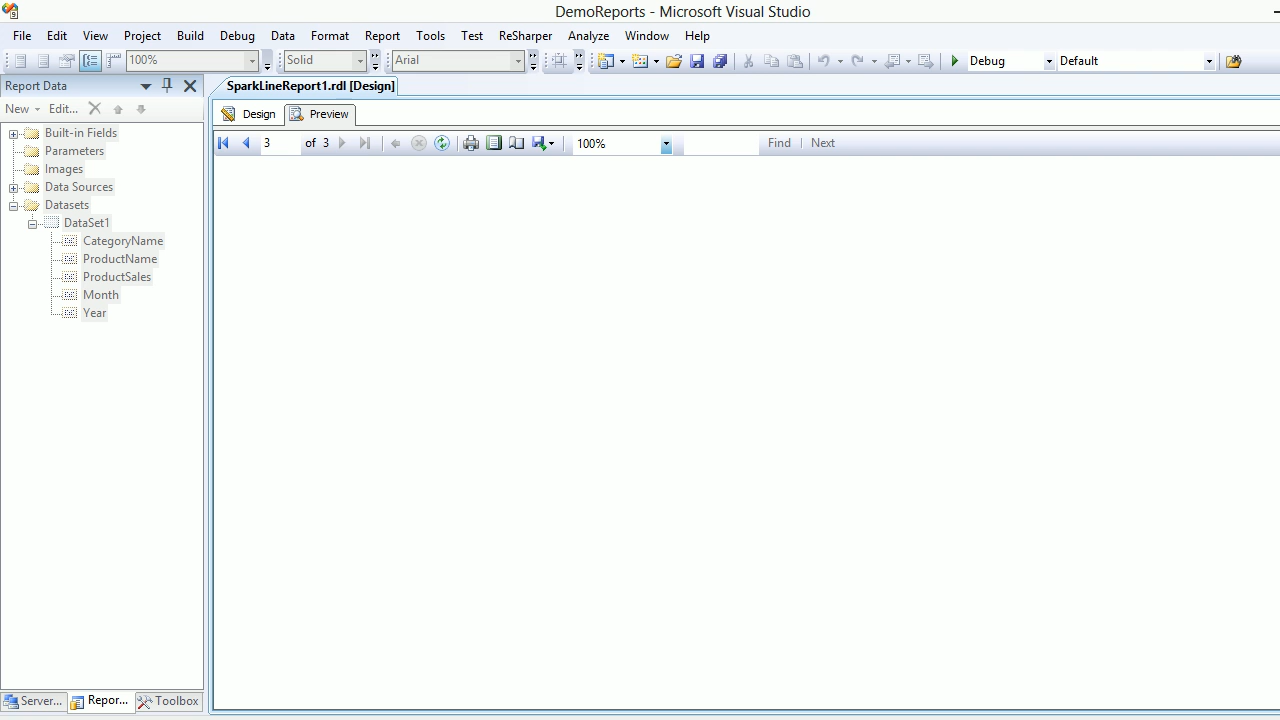 DemoReports - Microsoft Visual Studio
File Edit View Project Build Debug Data Format Report Tools Test ReSharper Analyze Window Help
100% Solid Arial Debug Default
Report Data
SparkLineReport1.rdl [Design]
New Edit...
Design Preview
3 of 3 100% Find | Next
Built-in Fields
Parameters
Images
Data Sources
Datasets
DataSet1
CategoryName
ProductName
ProductSales
Month
Year
Server... Repor... Toolbox